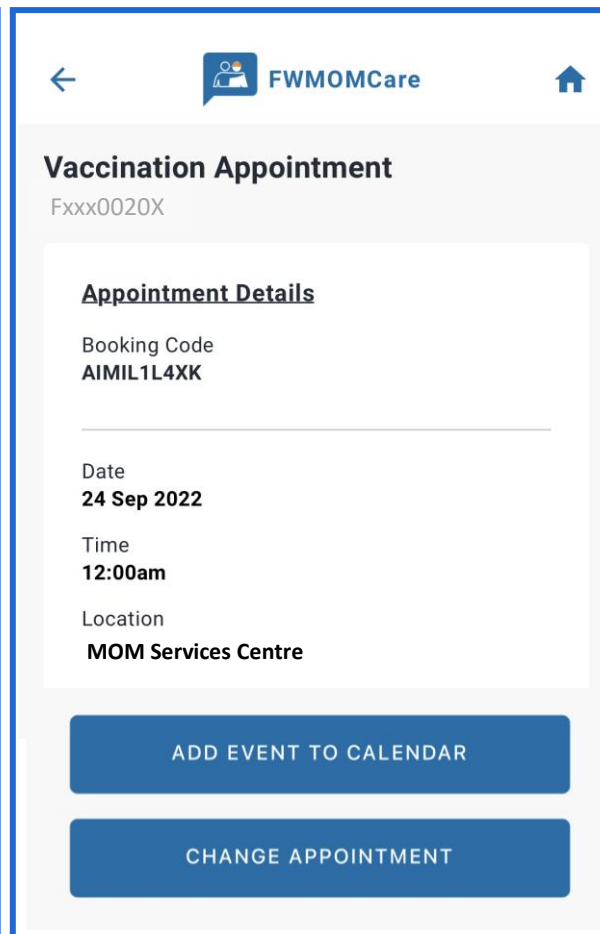 FWMOMCare
Vaccination Appointment
Fxxx0020X
Appointment Details
Booking Code
AIMIL1L4XK
Date
24 Sep 2022
Time
12:00am
Location
MOM Services Centre
ADD EVENT TO CALENDAR
CHANGE APPOINTMENT